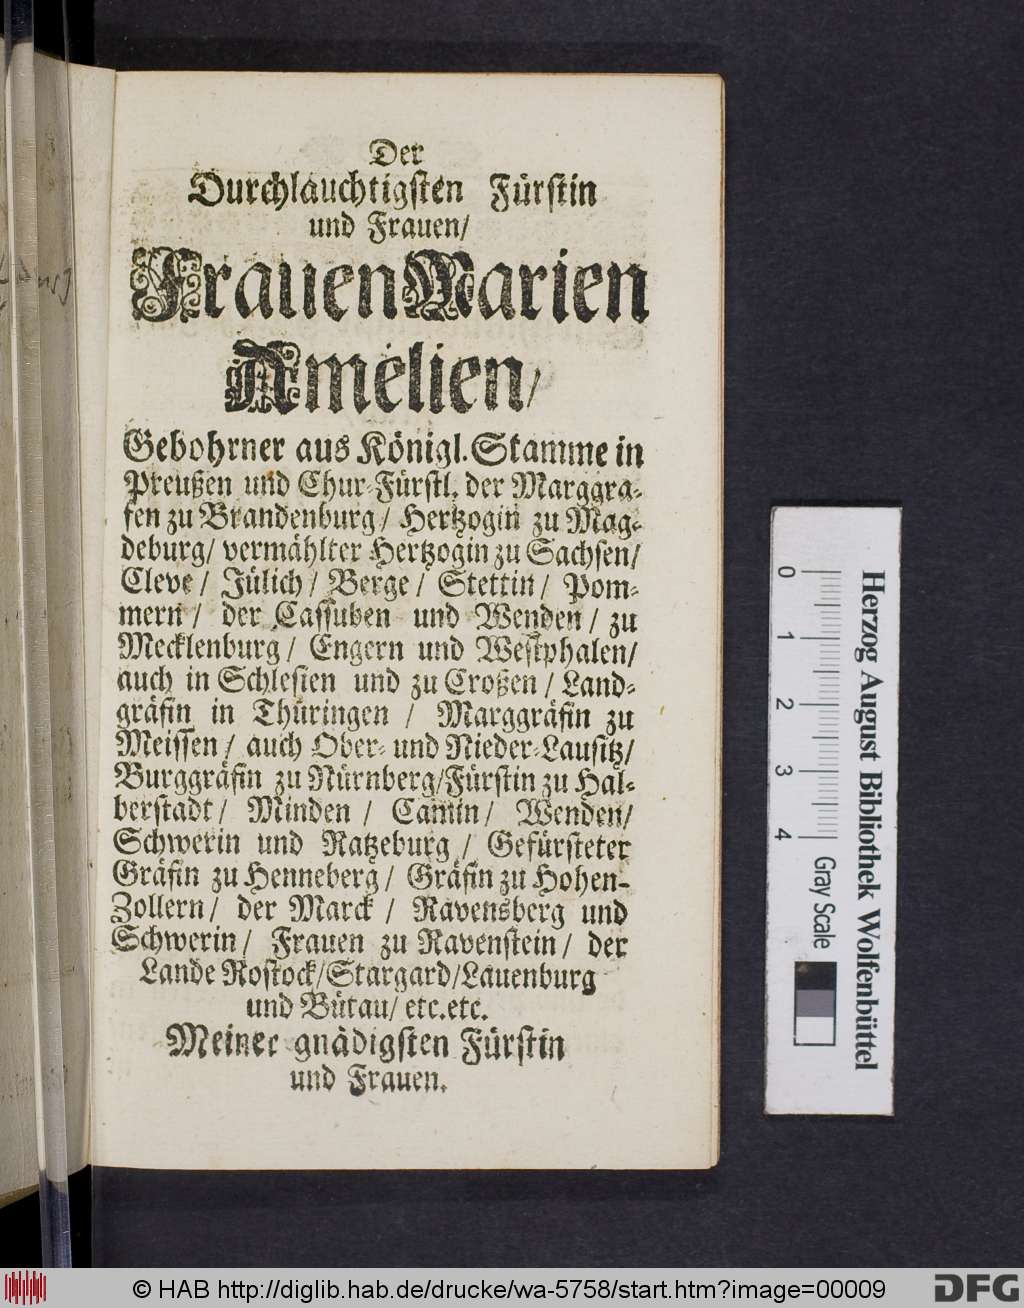 Der
Durchläuchtigsten Fürstin
und Frauen/
Frauen Marien
Amelien/
Gebohrner aus Königl. Stamme in
Preußen und Chur-Fürstl. der Marggra-
fen zu Brandenburg/ Hertzogin zu Mag-
deburg/ vermählter Hertzogin zu Sachsen/
Cleve/ Jülich/ Berge/ Stettin/ Pom-
mern/ der Cassuben und Wenden/ zu
Mecklenburg/ Engern und Westphalen/
auch in Schlesien und zu Croßen/ Land-
gräfin in Thüringen/ Marggräfin zu
Meissen/ auch Ober- und Nieder-Lausitz/
Burggräfin zu Nürnberg/Fürstin zu Hal-
berstadt/ Minden/ Camin/ Wenden/
Schwerin und Ratzeburg/ Gefürsteter
Gräfin zu Henneberg/ Gräfin zu Hohen-
Zollern/ der Marck/ Ravensberg und
Schwerin/ Frauen zu Ravenstein/ der
Lande Rostock/Stargard/Lauenburg
und Bütau/ etc. etc.
Meiner gnädigsten Fürstin
und Frauen.
0 1 2 3 4 Gray Scale
Herzog August Bibliothek Wolfenbüttel
© HAB http://diglib.hab.de/drucke/wa-5758/start.htm?image=00009
DFG